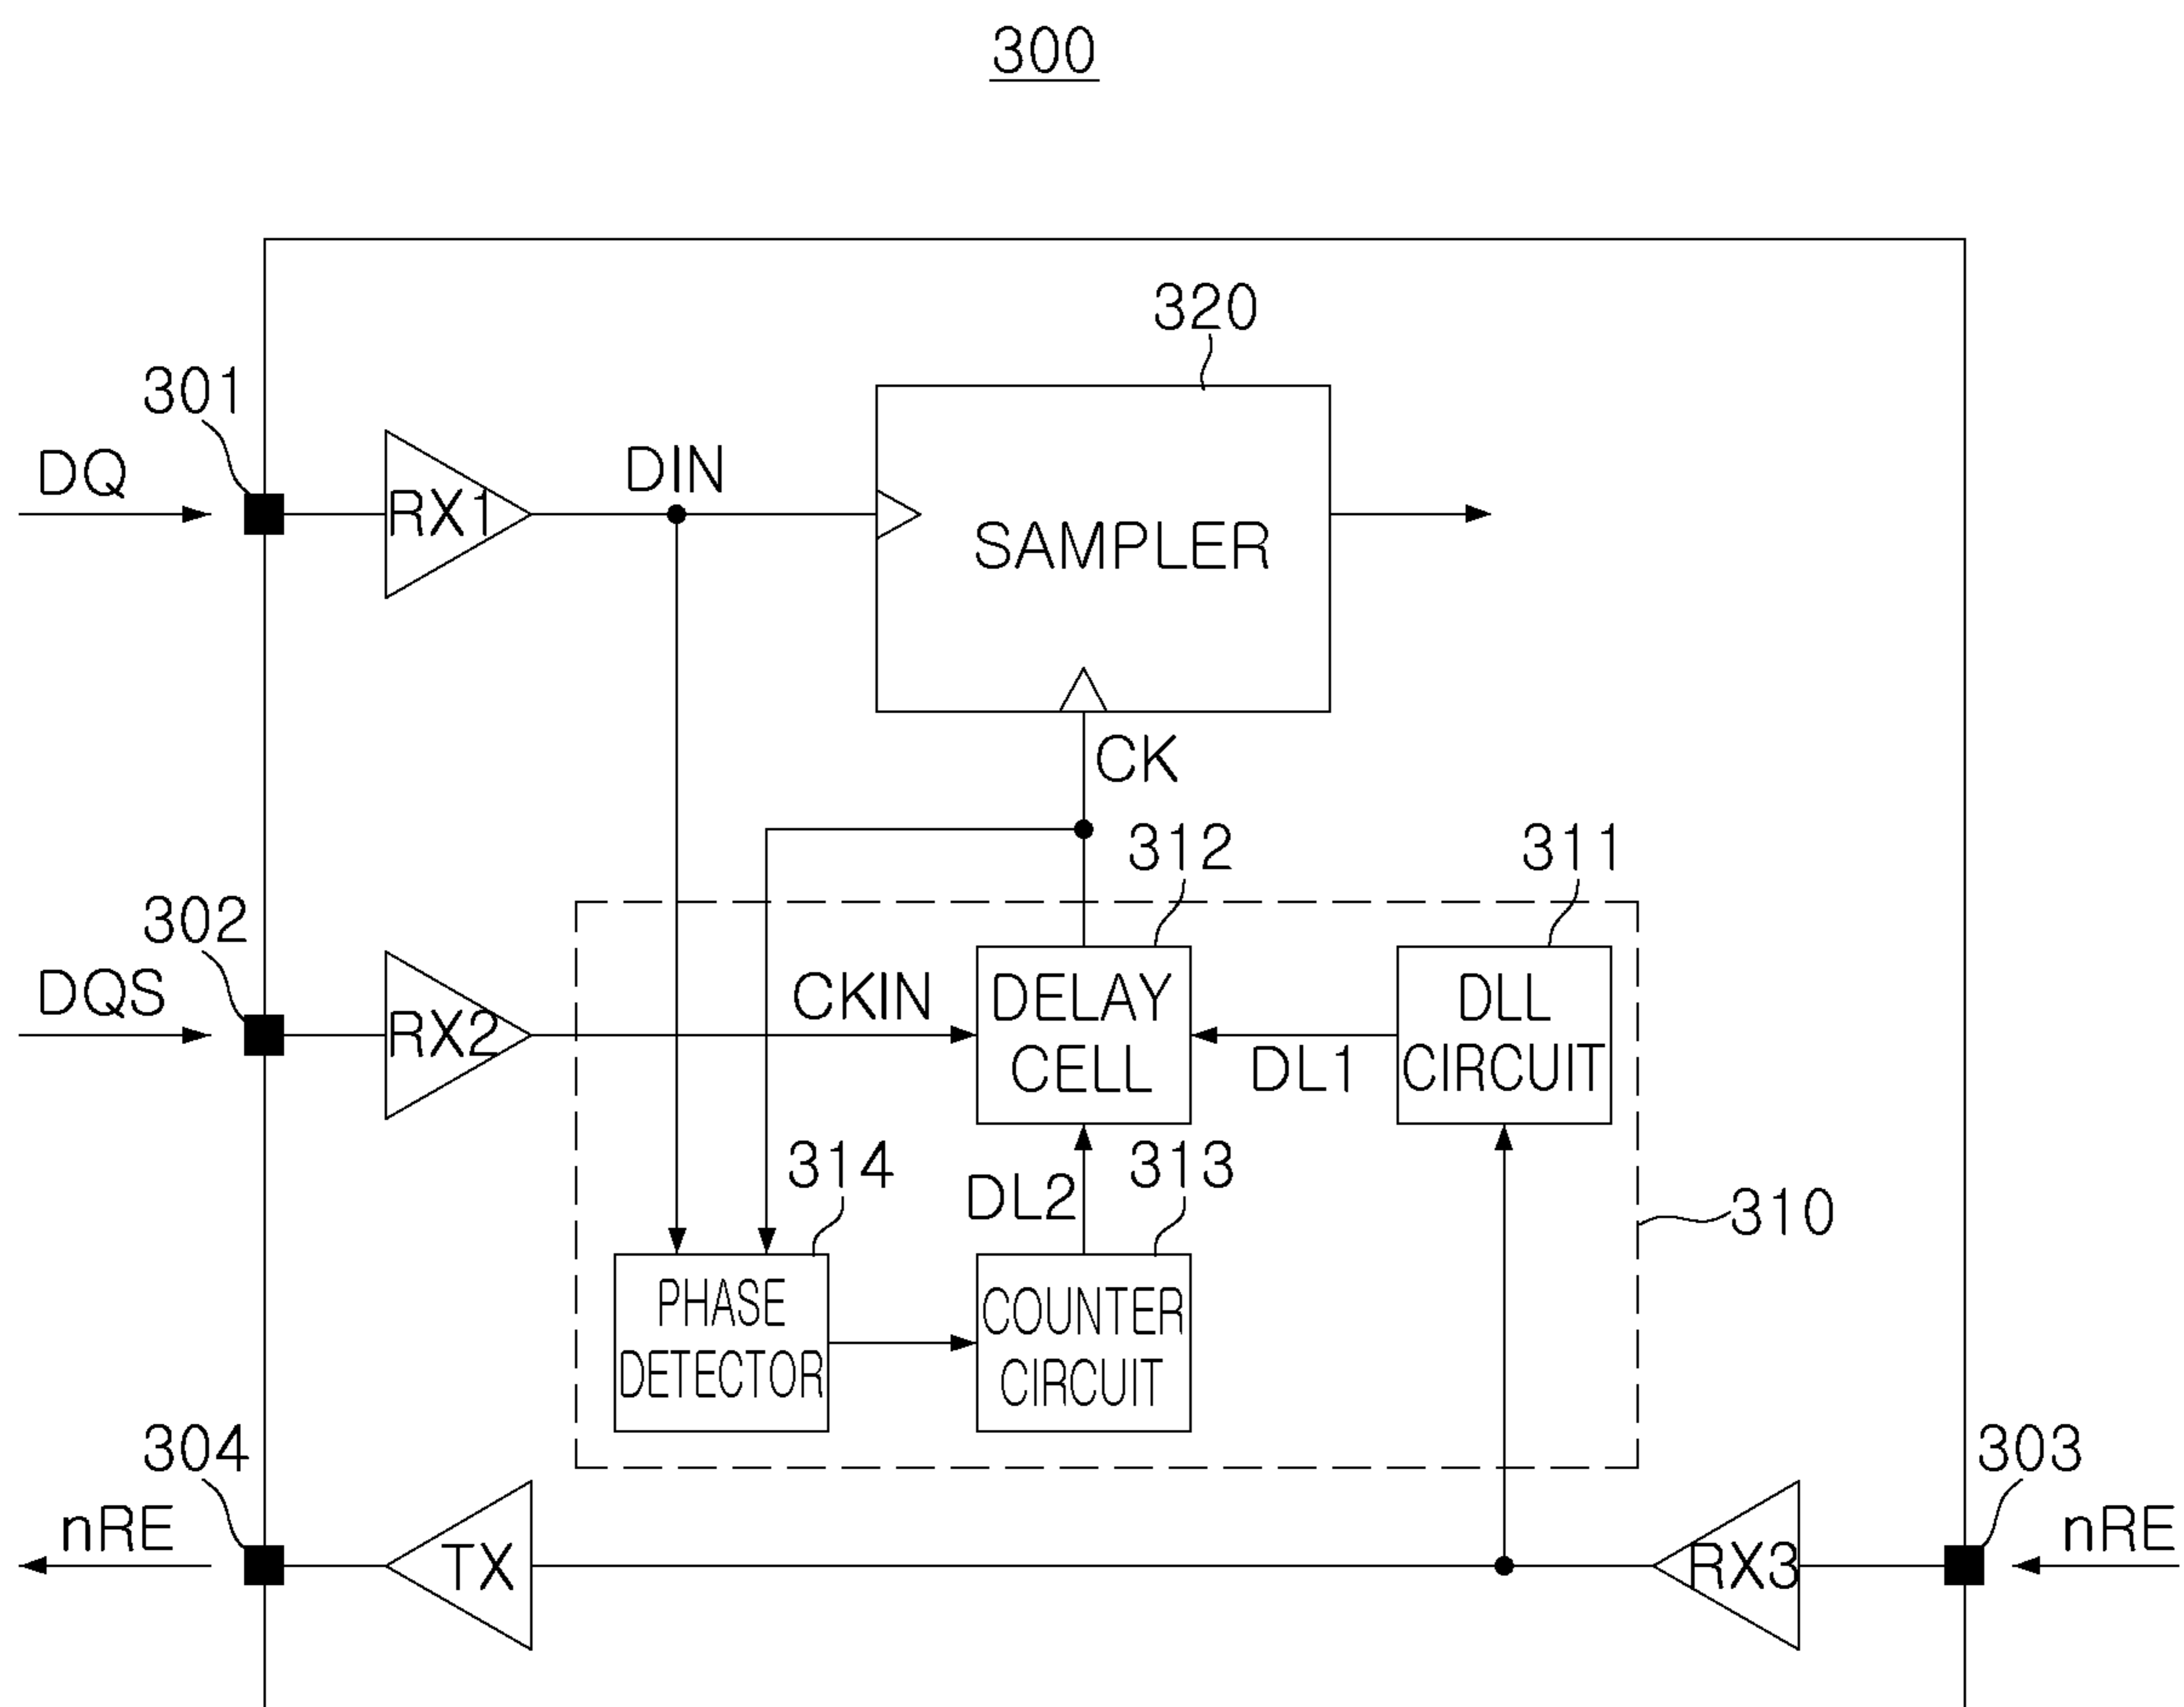 300
320
301
DQ
RX1
DIN
SAMPLER
CK
312
311
302
DQS
RX2
CKIN
DELAY
CELL
DL1
DLL
CIRCUIT
314
DL2
313
310
PHASE
DETECTOR
COUNTER
CIRCUIT
304
303
nRE
TX
RX3
nRE